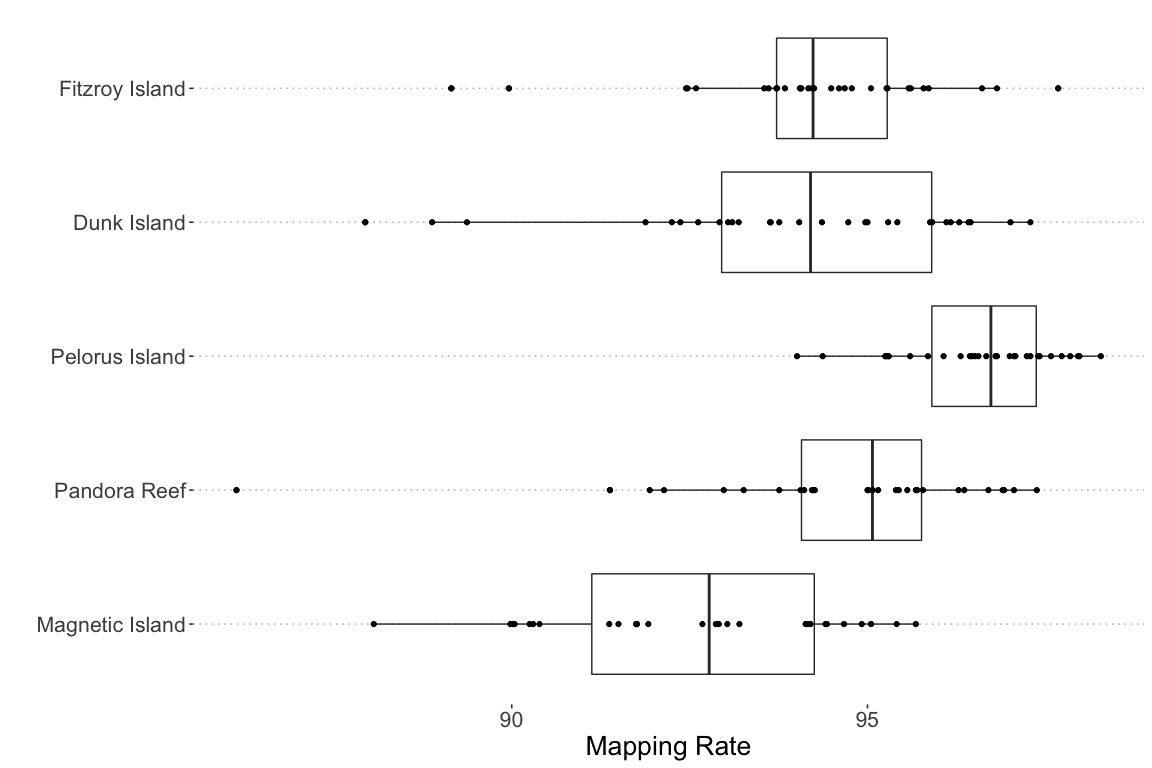 Fitzroy Island
Dunk Island
Pelorus Island
Pandora Reef
Magnetic Island
90 95
Mapping Rate